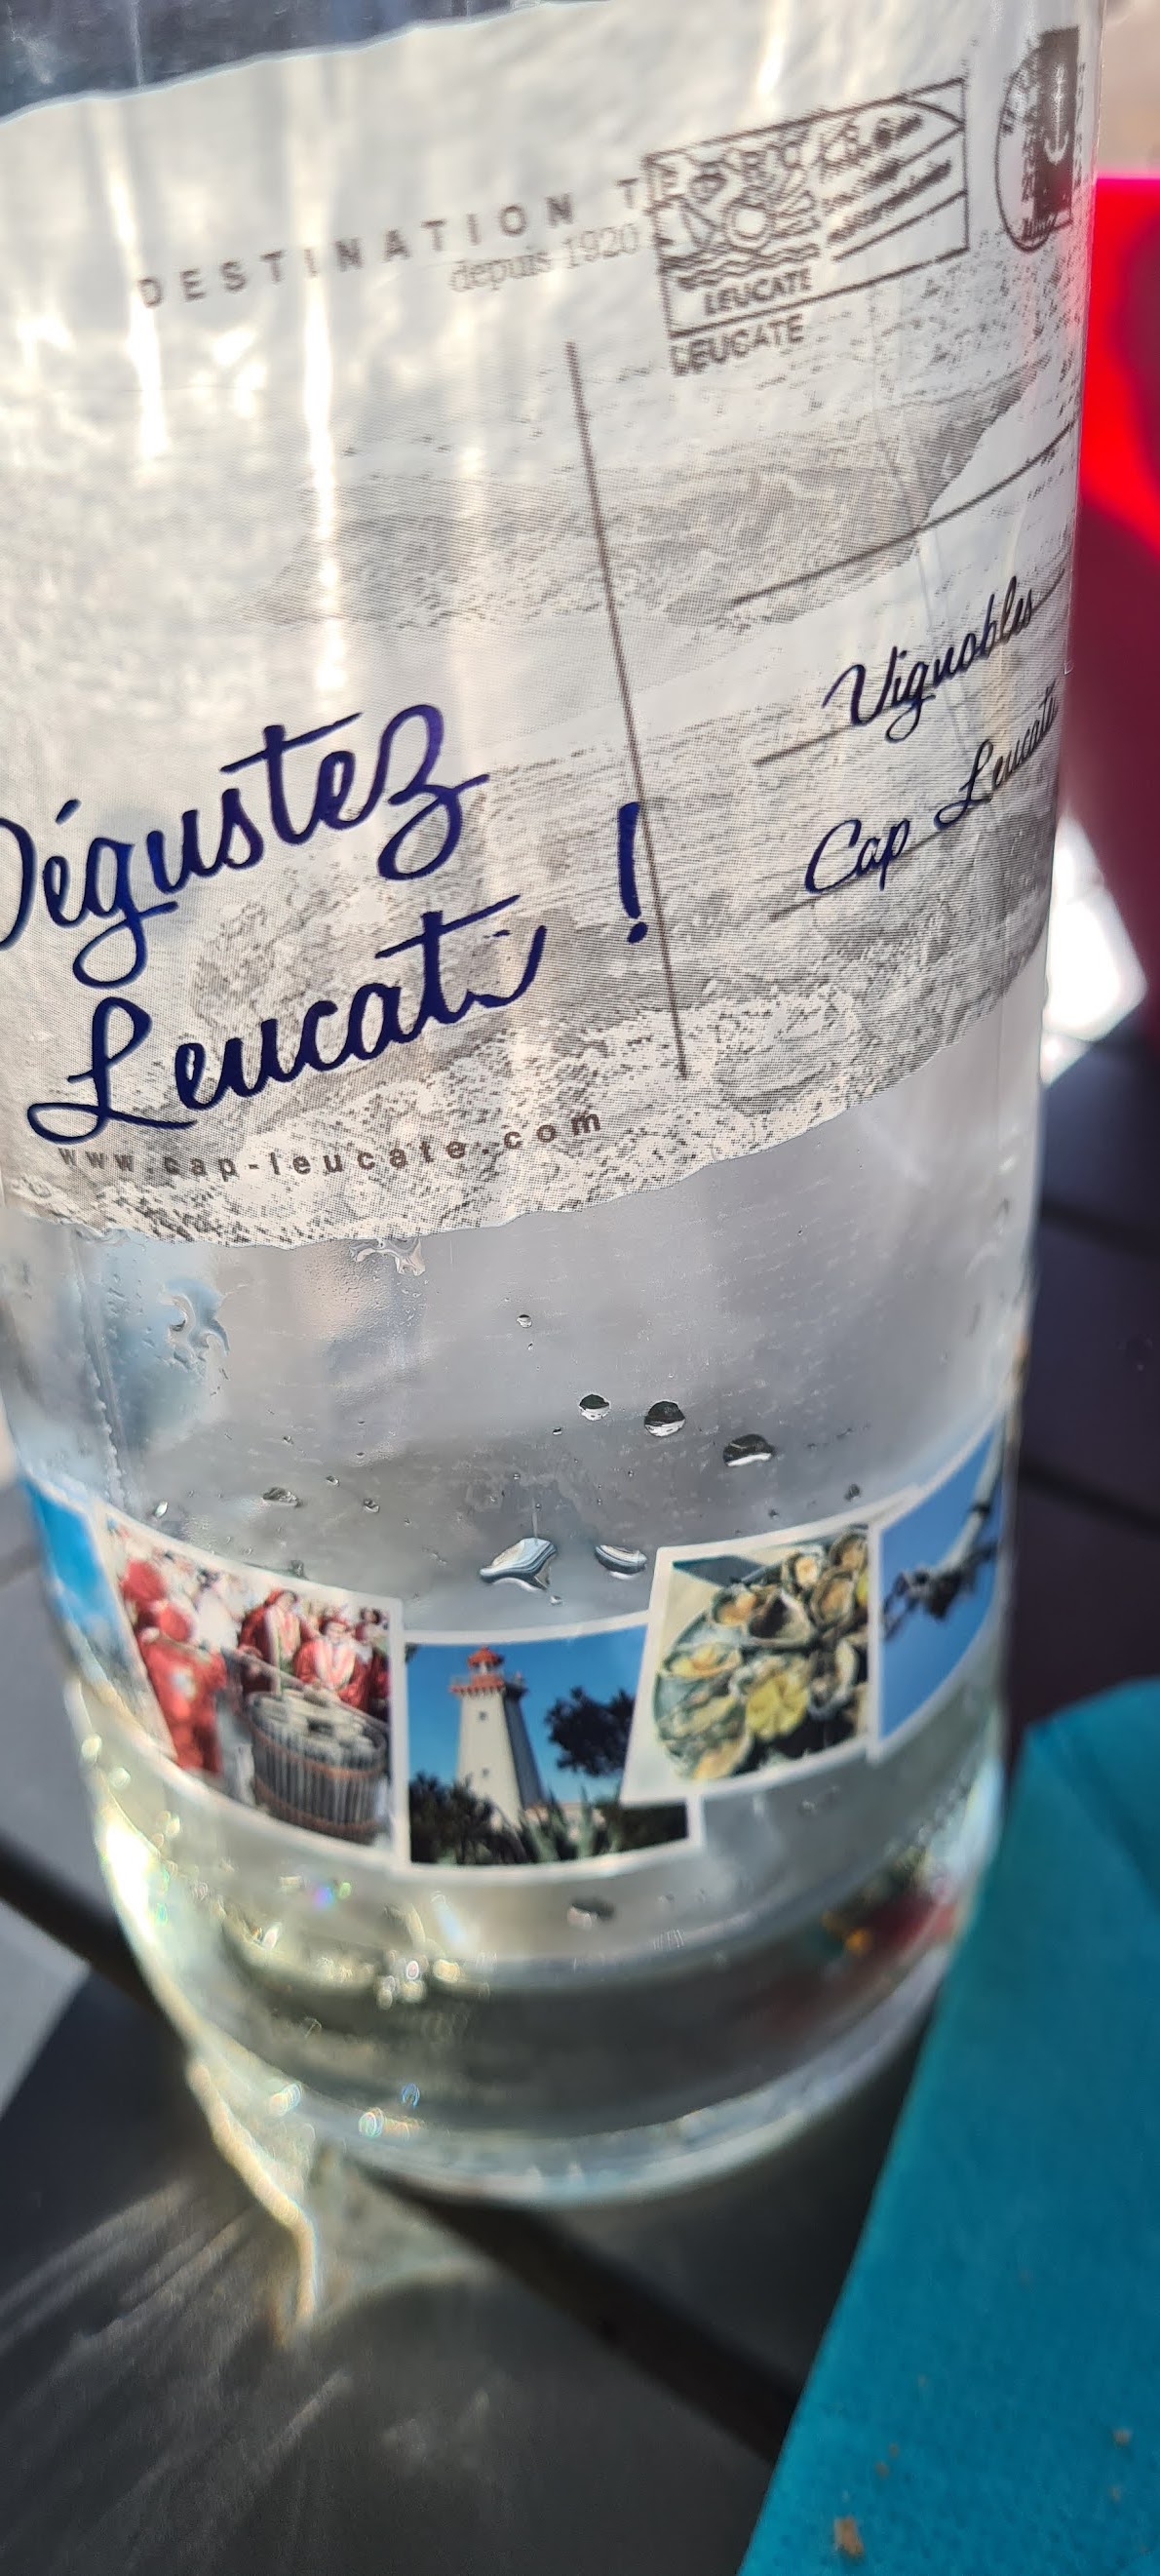 DESTINATION
depuis 1920
LEUCATE
LEUCATE
Dégustez
Leucate !
www.cap-leucate.com
Vignobles
Cap Leucate